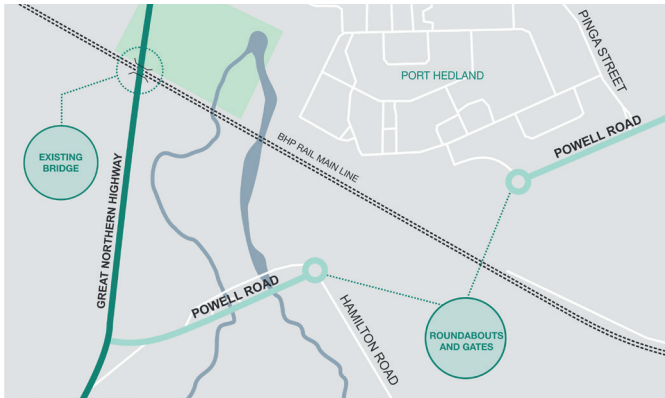 PINGA STREET
PORT HEDLAND
POWELL ROAD
BHP RAIL MAIN LINE
EXISTING
BRIDGE
GREAT NORTHERN HIGHWAY
POWELL ROAD
HAMILTON ROAD
ROUNDABOUTS
AND GATES